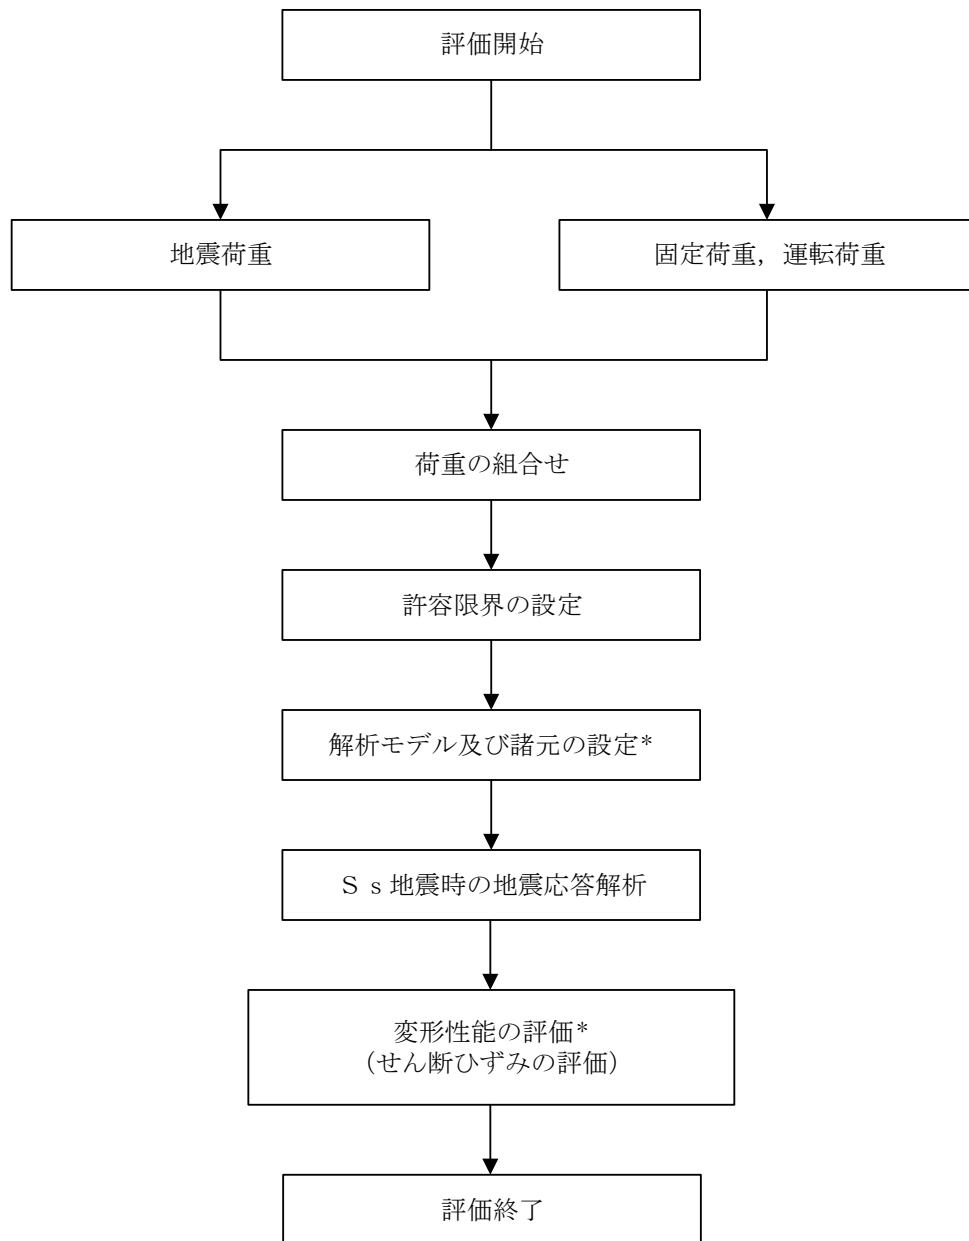 評価開始
地震荷重
固定荷重，運転荷重
荷重の組合せ
許容限界の設定
解析モデル及び諸元の設定*
Ｓｓ地震時の地震応答解析
変形性能の評価*
（せん断ひずみの評価）
評価終了